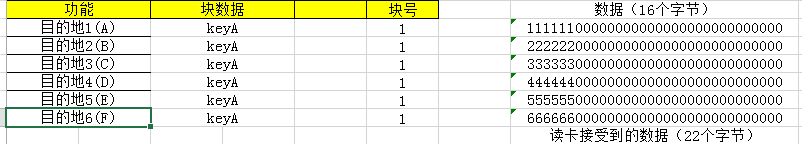 功能 块数据 块号 数据（16个字节）
目的地1(A) keyA 1 11111100000000000000000000000000
目的地2(B) keyA 1 22222200000000000000000000000000
目的地3(C) keyA 1 33333300000000000000000000000000
目的地4(D) keyA 1 44444400000000000000000000000000
目的地5(E) keyA 1 55555500000000000000000000000000
目的地6(F) keyA 1 66666600000000000000000000000000
读卡接受到的数据（22个字节）